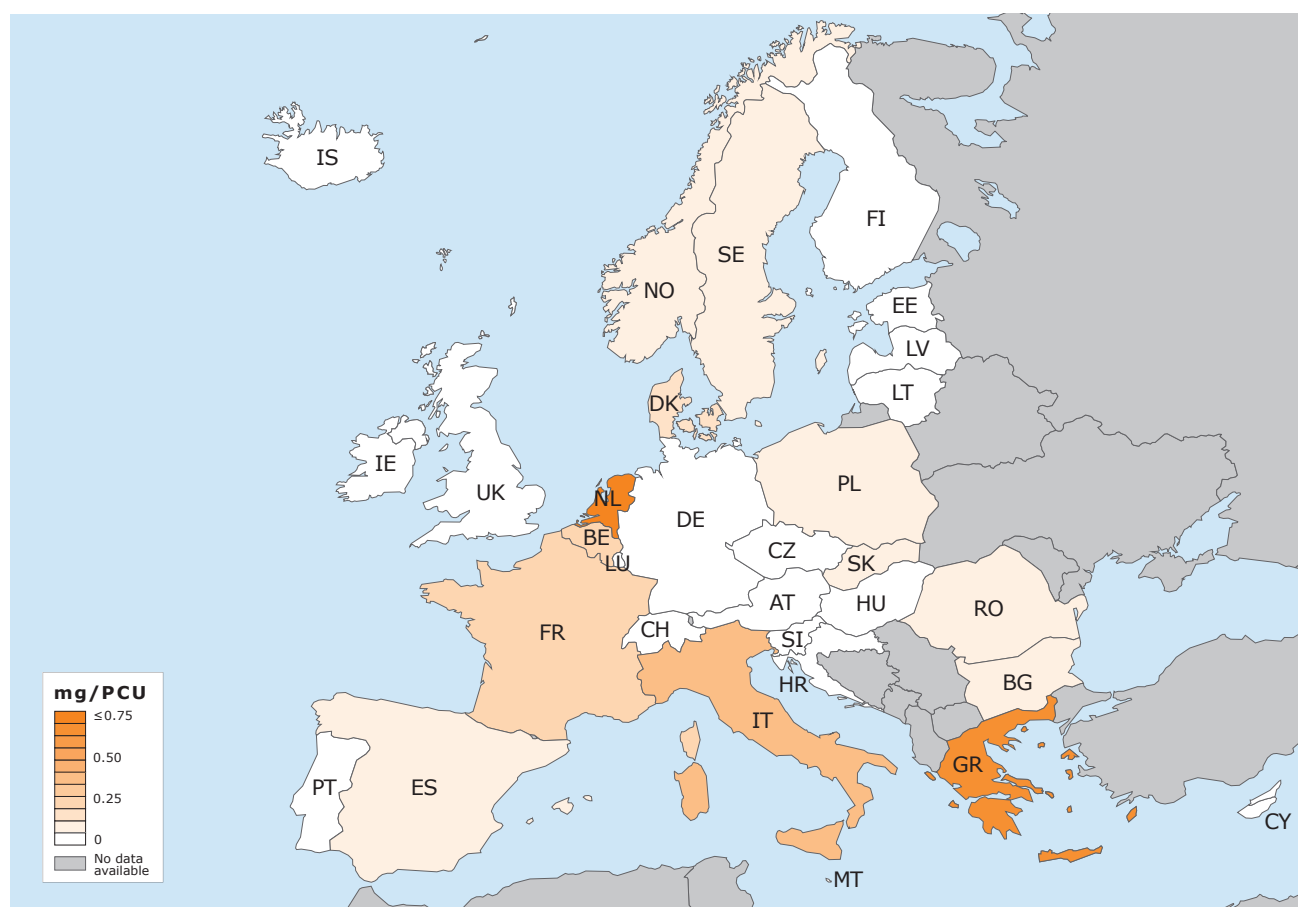 IS
FI
SE
NO
EE
LV
LT
DK
IE
UK
NL
PL
DE
BE
CZ
LU
SK
AT
HU
RO
FR
CH
SI
HR
BG
IT
GR
PT
ES
CY
MT
mg/PCU
≤0.75
0.50
0.25
0
No data
available